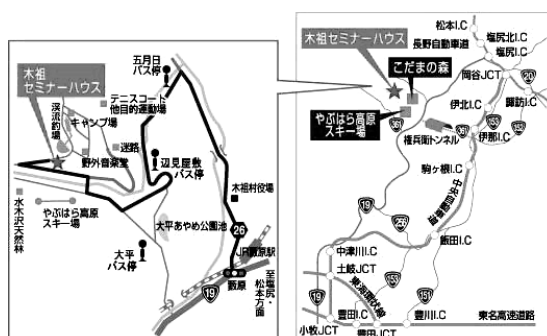 木祖
セミナーハウス
五月日
バス停
テニスコート
他目的運動場
渓流釣場
キャンプ場
迷路
野外音楽堂
辺見屋敷
バス停
木祖村役場
水木沢天然林
やぶはら高原
スキー場
大平あやめ公園池
26
大平
バス停
JR藪原駅
藪原
19
至塩尻・
松本方面
松本I.C
長野自動車道
塩尻北I.C
塩尻I.C
木祖セミナーハウス
こだまの森
岡谷JCT
20
やぶはら高原
スキー場
伊北I.C
諏訪I.C
153
152
361
権兵衛トンネル
361
伊那I.C
駒ヶ根I.C
中央自動車道
19
256
飯田I.C
中津川I.C
土岐JCT
東海環状線
153
151
19
豊田I.C
豊川I.C
東名高速道路
小牧JCT
豊田JCT